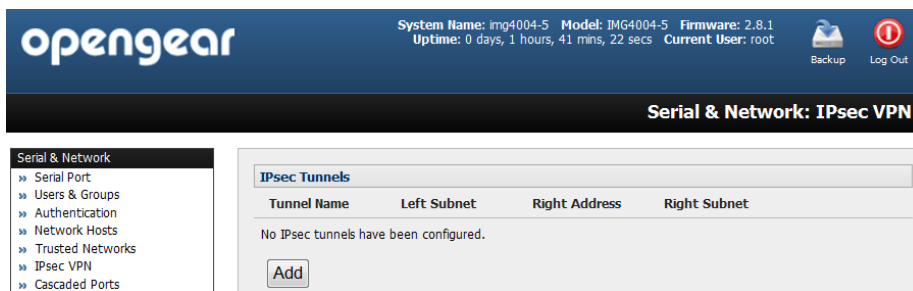 opengear
System Name: img4004-5 Model: IMG4004-5 Firmware: 2.8.1
Uptime: 0 days, 1 hours, 41 mins, 22 secs Current User: root
Backup
Log Out
Serial & Network: IPsec VPN
Serial & Network
» Serial Port
» Users & Groups
» Authentication
» Network Hosts
» Trusted Networks
» IPsec VPN
» Cascaded Ports
IPsec Tunnels
Tunnel Name Left Subnet Right Address Right Subnet
No IPsec tunnels have been configured.
Add